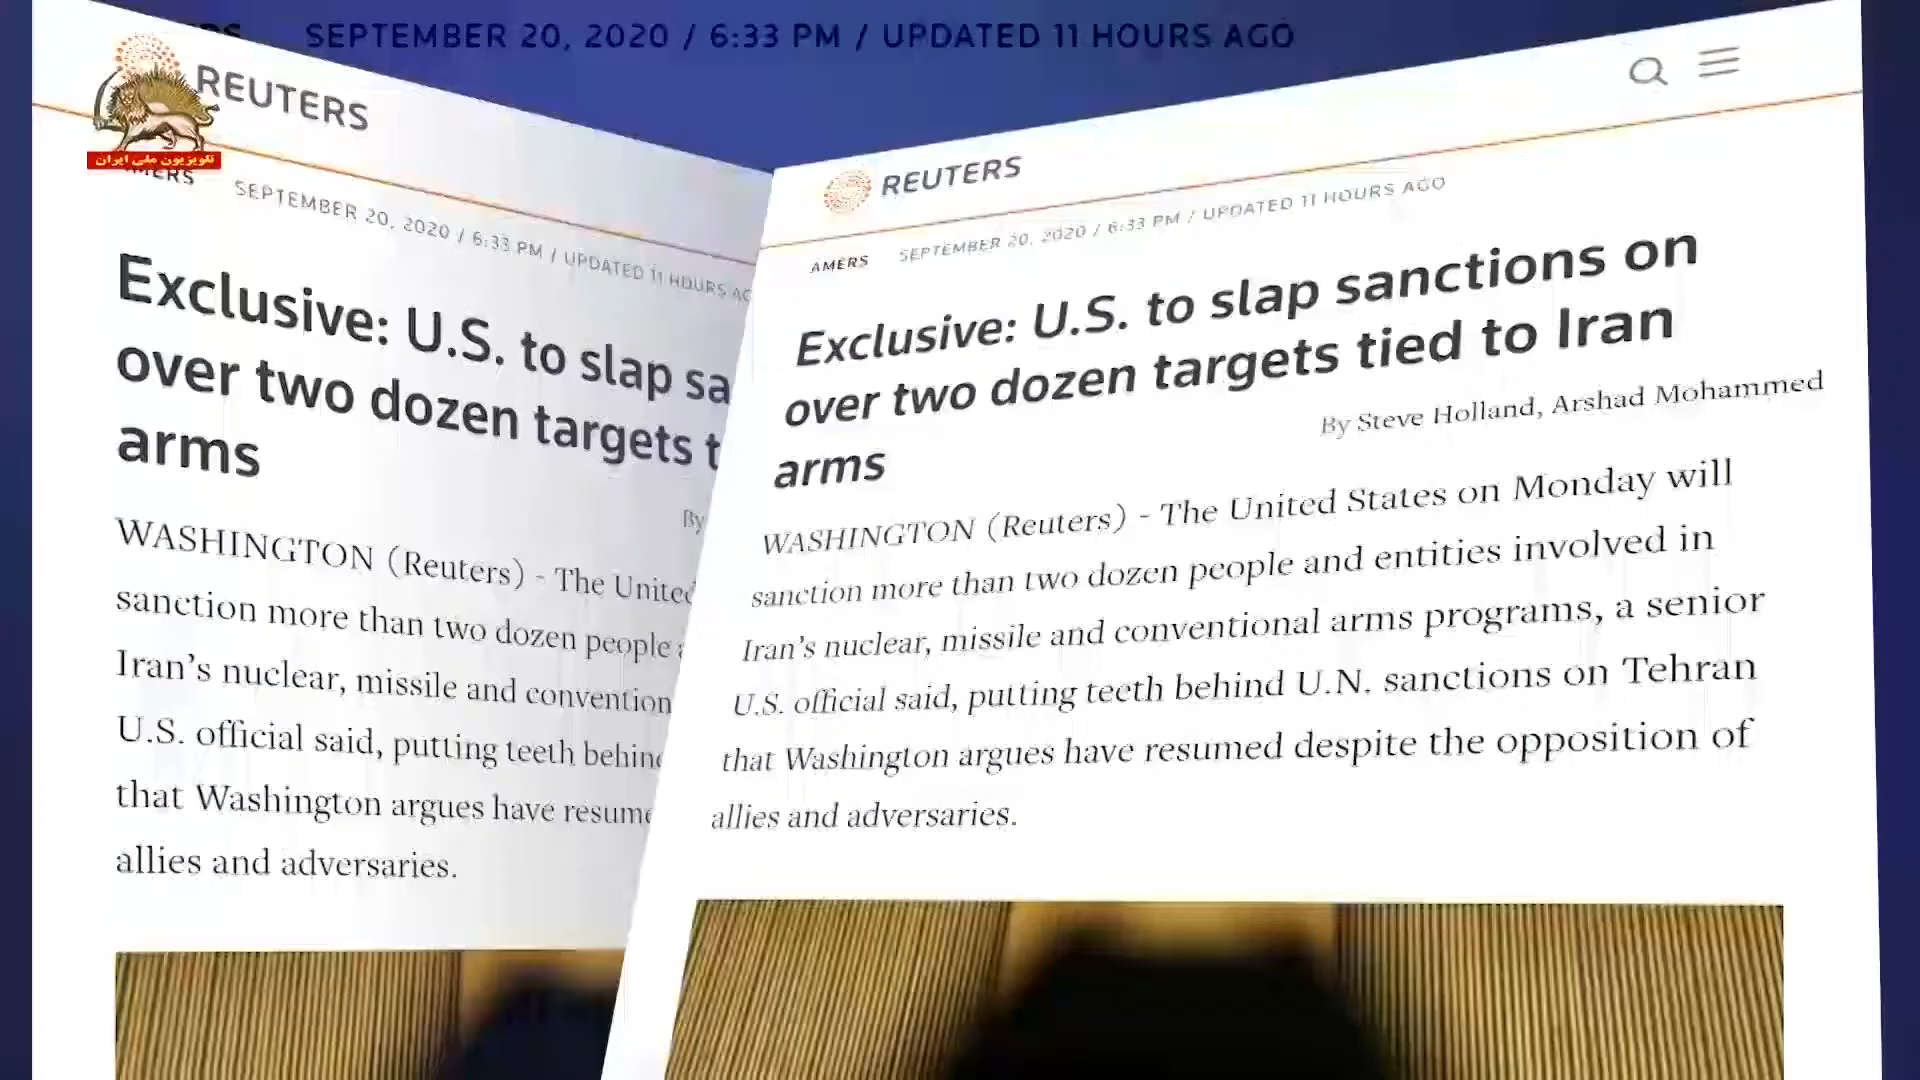 SEPTEMBER 20, 2020 / 6:33 PM / UPDATED 11 HOURS AGO
REUTERS
تلویزیون ملی ایران
SEPTEMBER 20, 2020 / 6:33 PM / UPDATED 11 HOURS AG
Exclusive: U.S. to slap sa
over two dozen targets t
arms
By
WASHINGTON (Reuters) - The United
sanction more than two dozen people
Iran's nuclear, missile and convention
U.S. official said, putting teeth behind
that Washington argues have resume
allies and adversaries.
REUTERS
AMERS SEPTEMBER 20, 2020 / 6:33 PM / UPDATED 11 HOURS AGO
Exclusive: U.S. to slap sanctions on
over two dozen targets tied to Iran
arms
By Steve Holland, Arshad Mohammed
WASHINGTON (Reuters) - The United States on Monday will
sanction more than two dozen people and entities involved in
Iran's nuclear, missile and conventional arms programs, a senior
U.S. official said, putting teeth behind U.N. sanctions on Tehran
that Washington argues have resumed despite the opposition of
allies and adversaries.